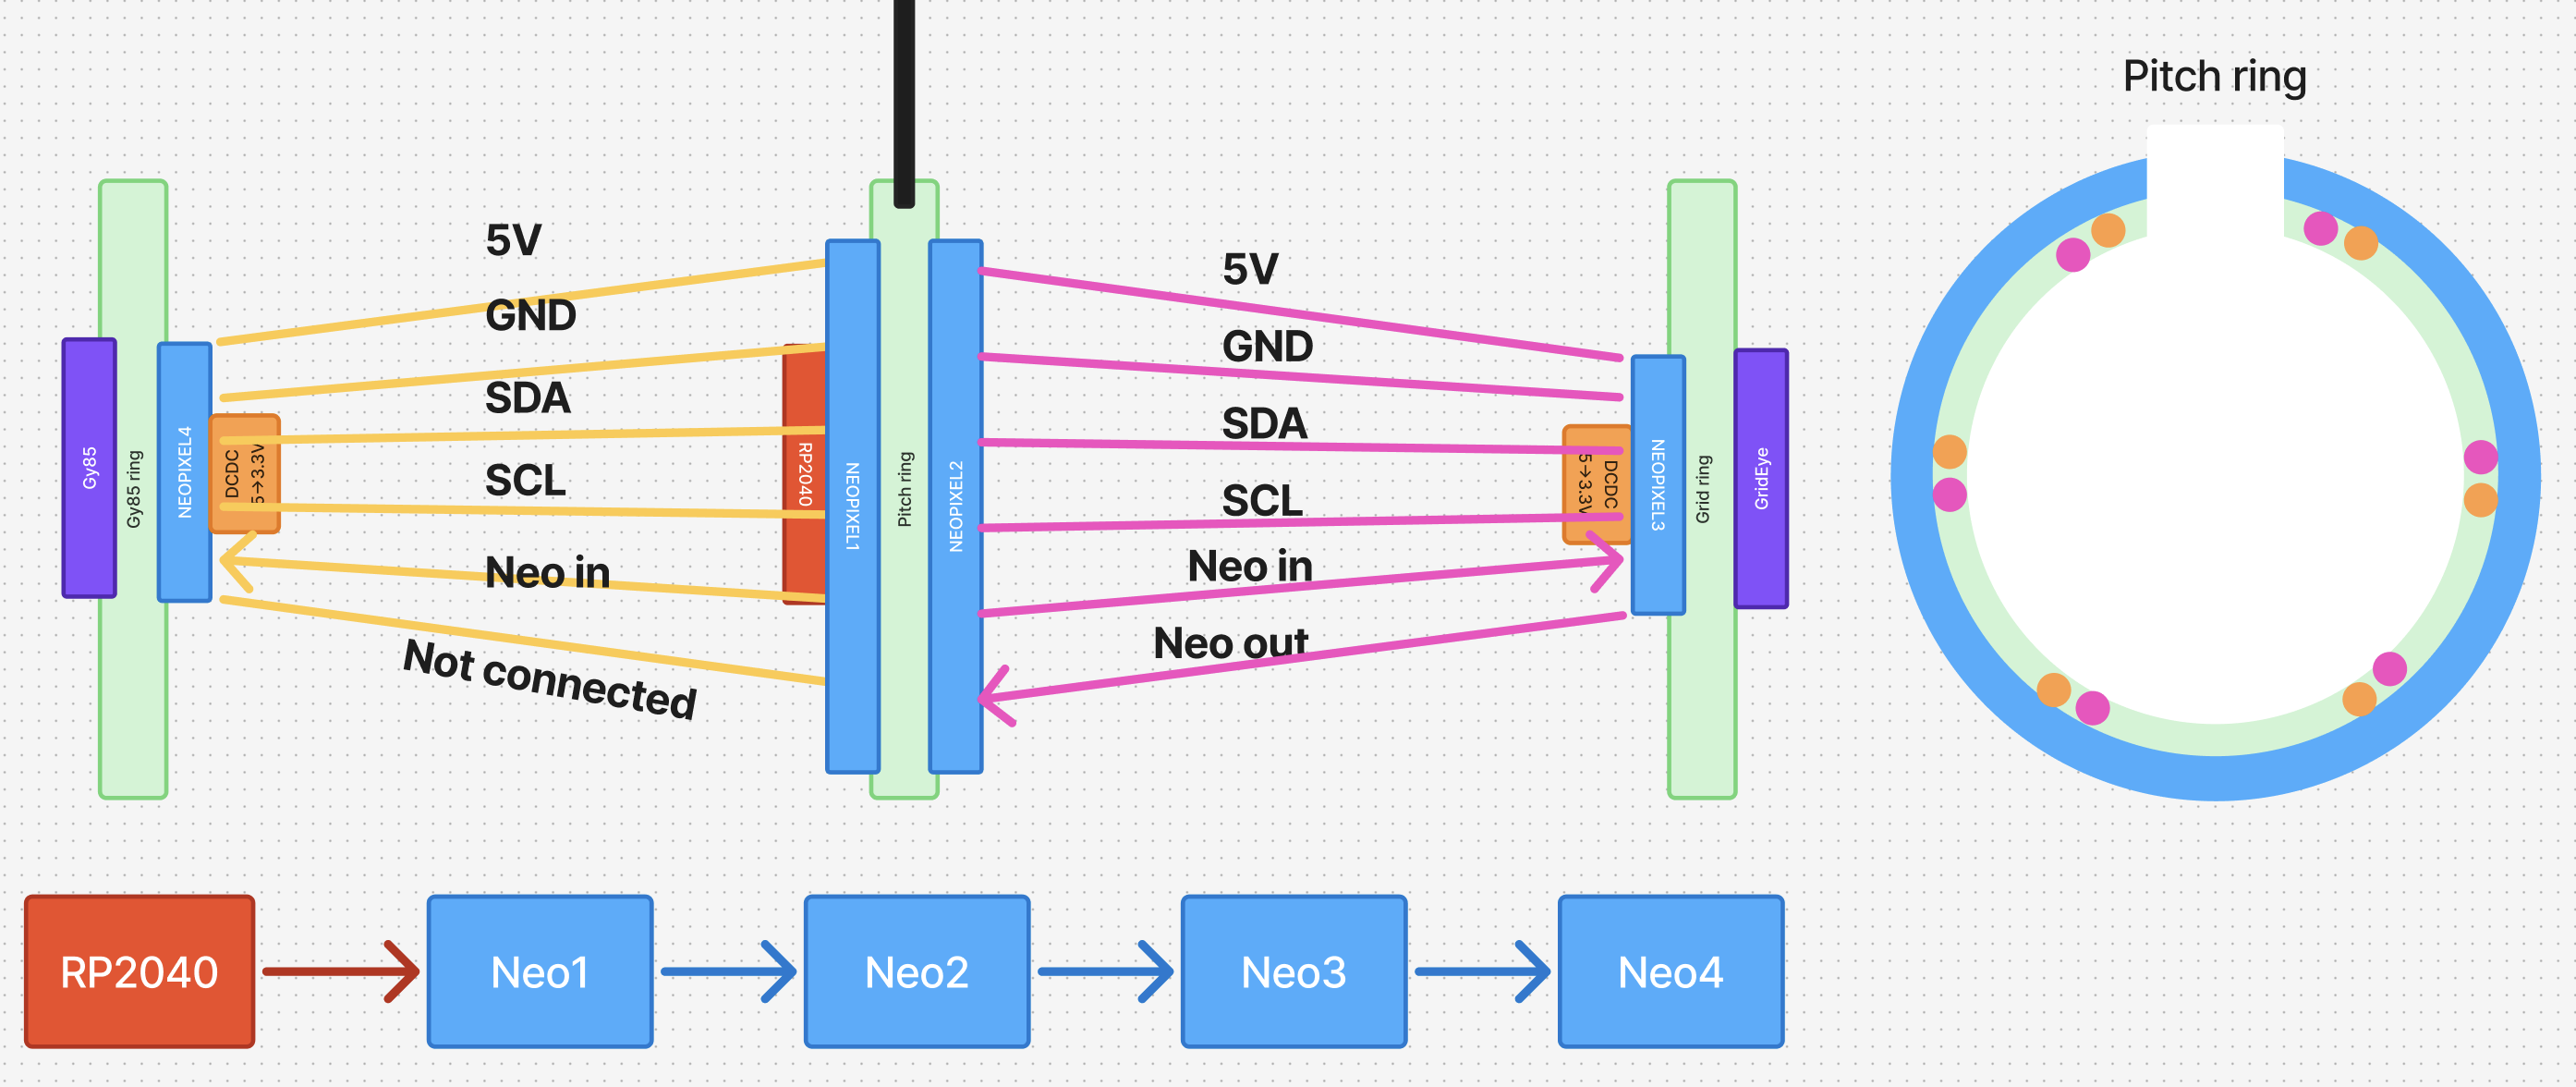 Pitch ring
5V
GND
SDA
SCL
Neo in
Not connected
5V
GND
SDA
SCL
Neo in
Neo out
Gy85
Gy85 ring
NEOPIXEL4
DCDC
5→3.3V
RP2040
NEOPIXEL1
Pitch ring
NEOPIXEL2
DCDC
5→3.3V
NEOPIXEL3
Grid ring
GridEye
RP2040
Neo1
Neo2
Neo3
Neo4